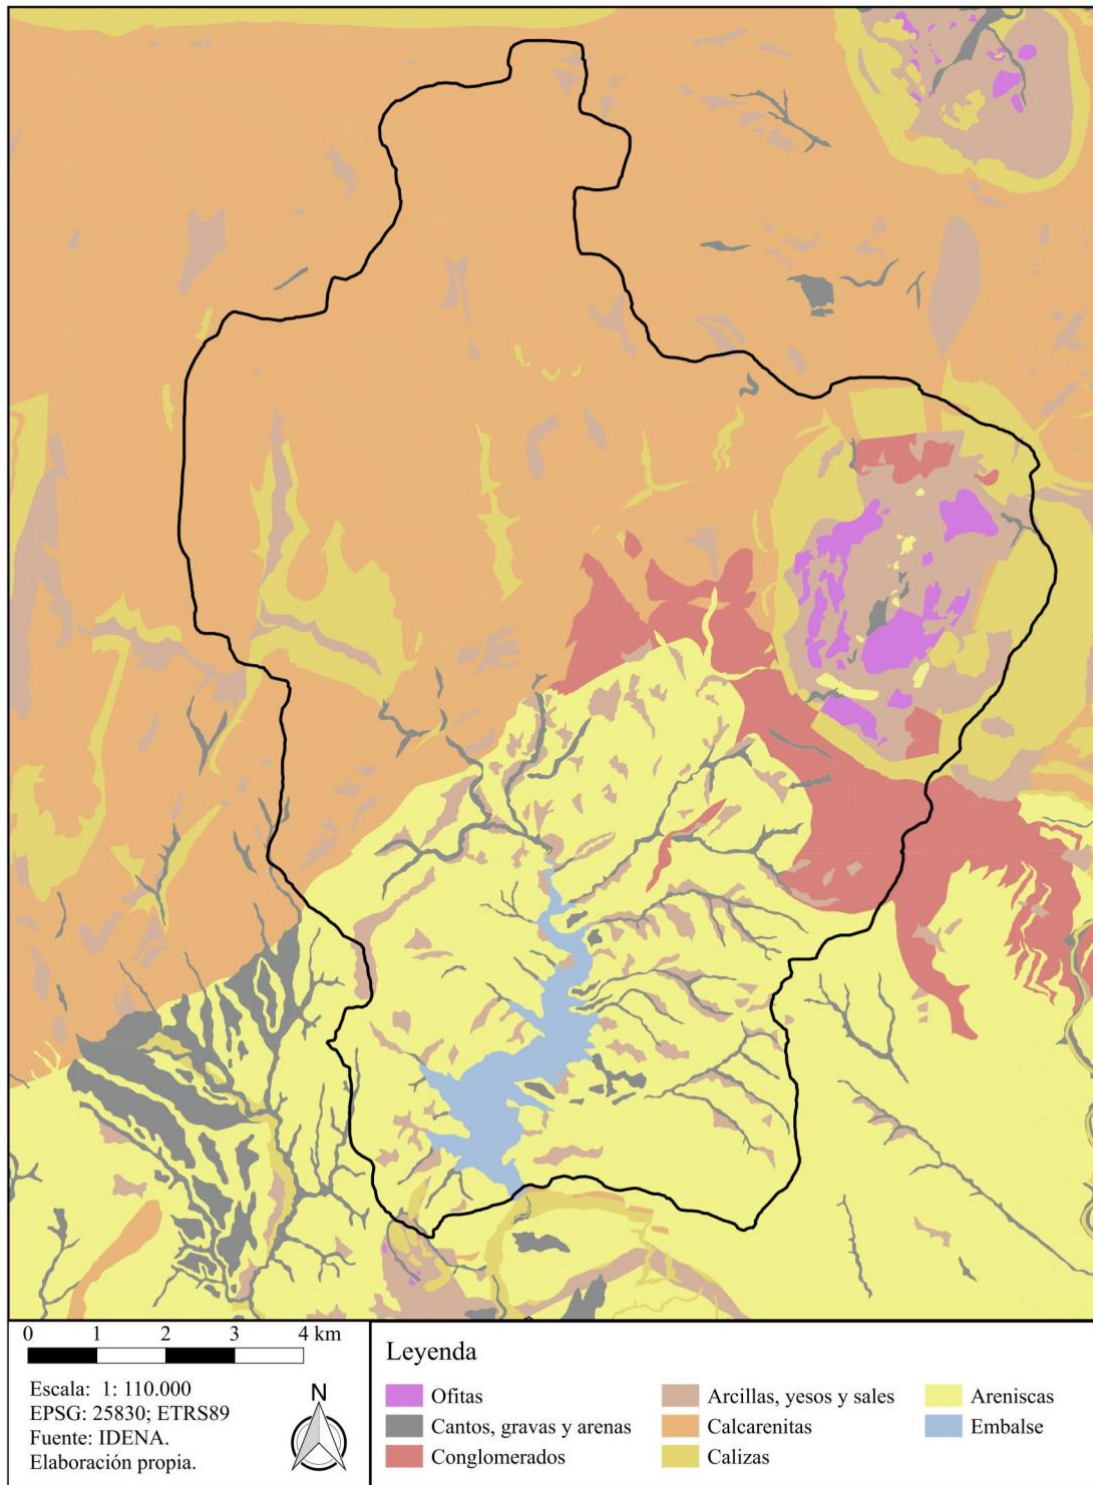 0 1 2 3 4 km
Escala: 1: 110.000
EPSG: 25830; ETRS89
Fuente: IDENA.
Elaboración propia.
N
Leyenda
Ofitas
Cantos, gravas y arenas
Conglomerados
Arcillas, yesos y sales
Calcarenitas
Calizas
Areniscas
Embalse